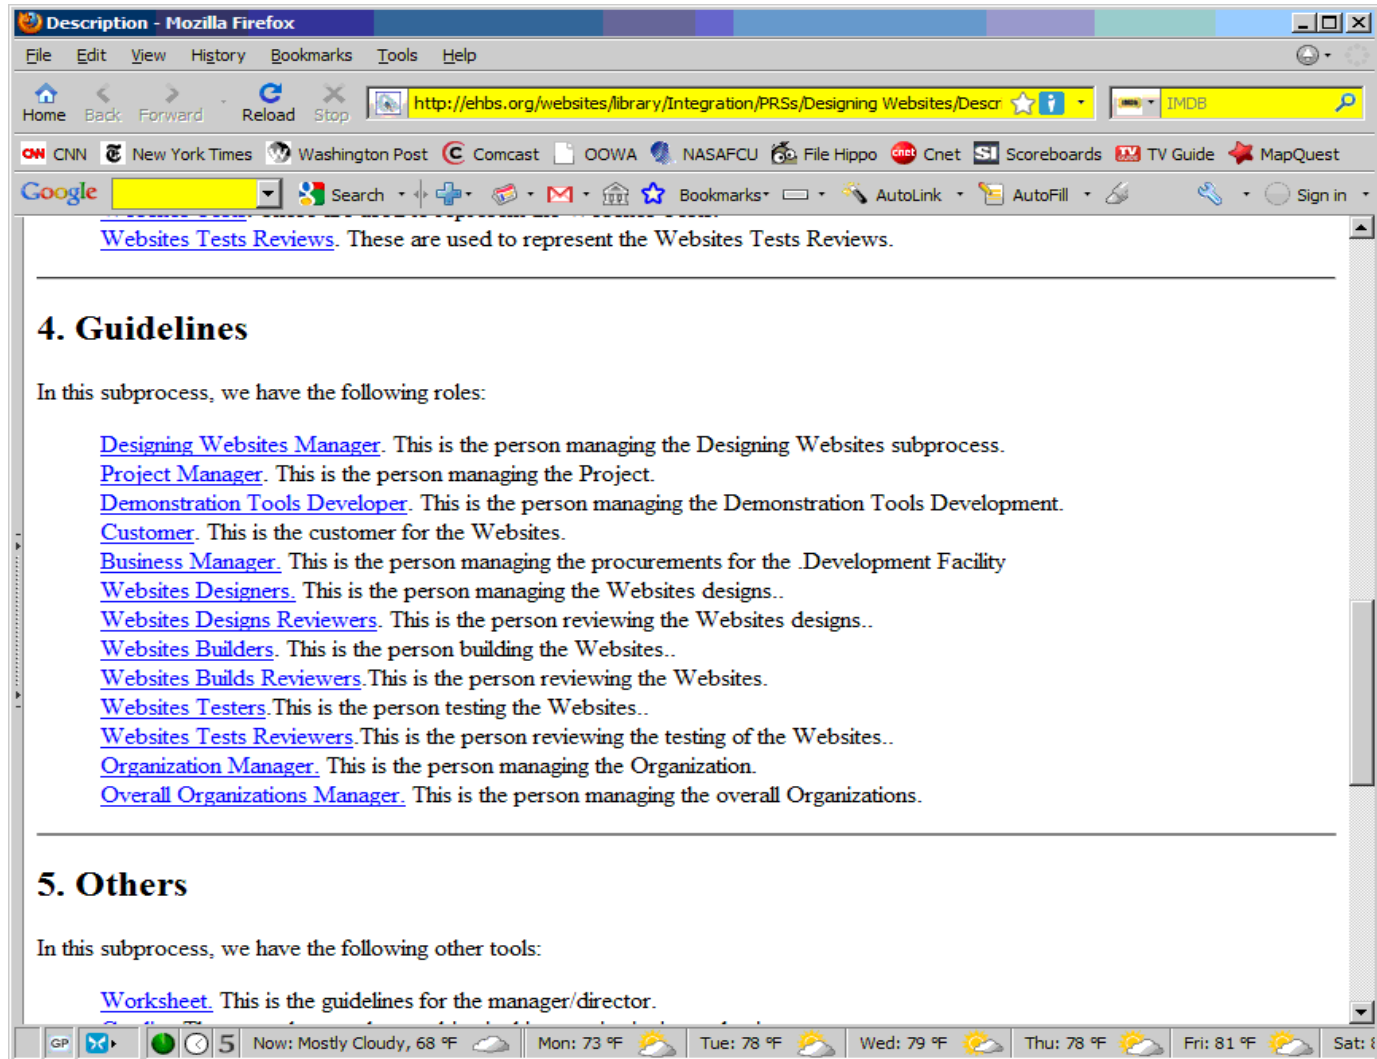 Description - Mozilla Firefox
File Edit View History Bookmarks Tools Help
Home Back Forward Reload Stop http://ehbs.org/websites/library/Integration/PRSs/Designing Websites/Descr IMDB
CNN New York Times Washington Post Comcast OOWA NASAFCU File Hippo cnet Cnet SI Scoreboards TV Guide MapQuest
Google Search Bookmarks AutoLink AutoFill Sign in
Websites Tests Reviews. These are used to represent the Websites Tests Reviews.
4. Guidelines
In this subprocess, we have the following roles:
Designing Websites Manager. This is the person managing the Designing Websites subprocess.
Project Manager. This is the person managing the Project.
Demonstration Tools Developer. This is the person managing the Demonstration Tools Development.
Customer. This is the customer for the Websites.
Business Manager. This is the person managing the procurements for the .Development Facility
Websites Designers. This is the person managing the Websites designs..
Websites Designs Reviewers. This is the person reviewing the Websites designs..
Websites Builders. This is the person building the Websites..
Websites Builds Reviewers.This is the person reviewing the Websites.
Websites Testers.This is the person testing the Websites..
Websites Tests Reviewers.This is the person reviewing the testing of the Websites..
Organization Manager. This is the person managing the Organization.
Overall Organizations Manager. This is the person managing the overall Organizations.
5. Others
In this subprocess, we have the following other tools:
Worksheet. This is the guidelines for the manager/director.
GP 5 Now: Mostly Cloudy, 68 °F Mon: 73 °F Tue: 78 °F Wed: 79 °F Thu: 78 °F Fri: 81 °F Sat: